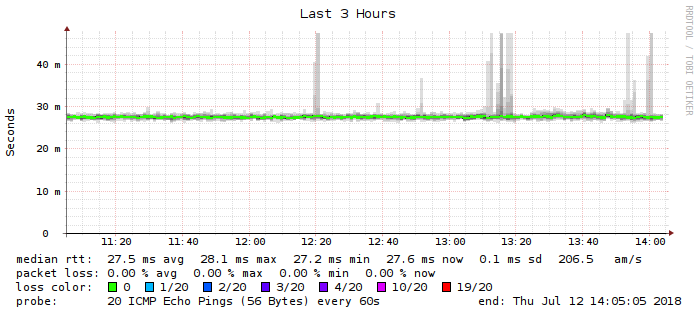 Last 3 Hours
RRDTOOL / TOBI OETIKER
Seconds
40 m
30 m
20 m
10 m
0
11:20 11:40 12:00 12:20 12:40 13:00 13:20 13:40 14:00
median rtt: 27.5 ms avg 28.1 ms max 27.2 ms min 27.6 ms now 0.1 ms sd 206.5 am/s
packet loss: 0.00 % avg 0.00 % max 0.00 % min 0.00 % now
loss color: 0 1/20 2/20 3/20 4/20 10/20 19/20
probe: 20 ICMP Echo Pings (56 Bytes) every 60s end: Thu Jul 12 14:05:05 2018